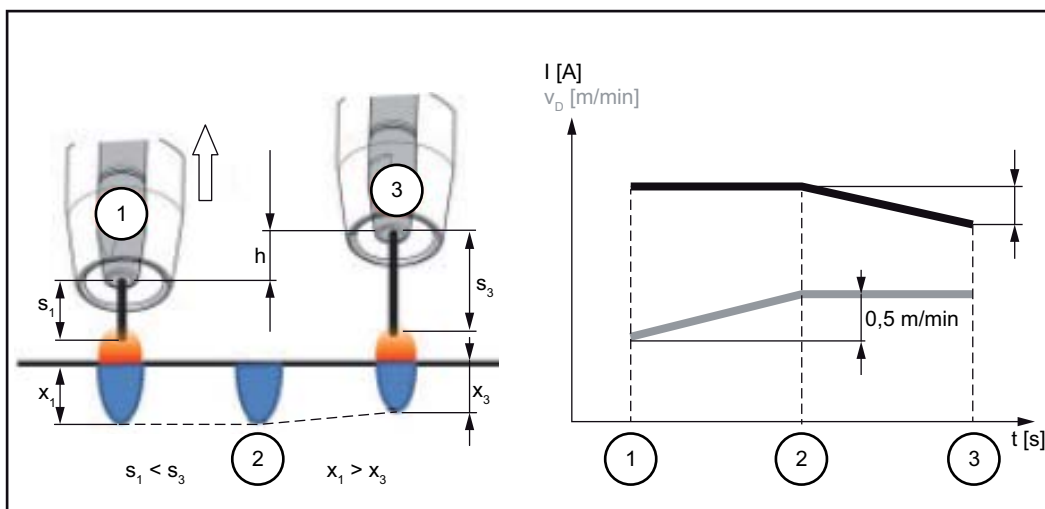 1
3
h
s1
s3
x1
x3
2
s1 < s3
x1 > x3
I [A]
vD [m/min]
0,5 m/min
t [s]
1
2
3